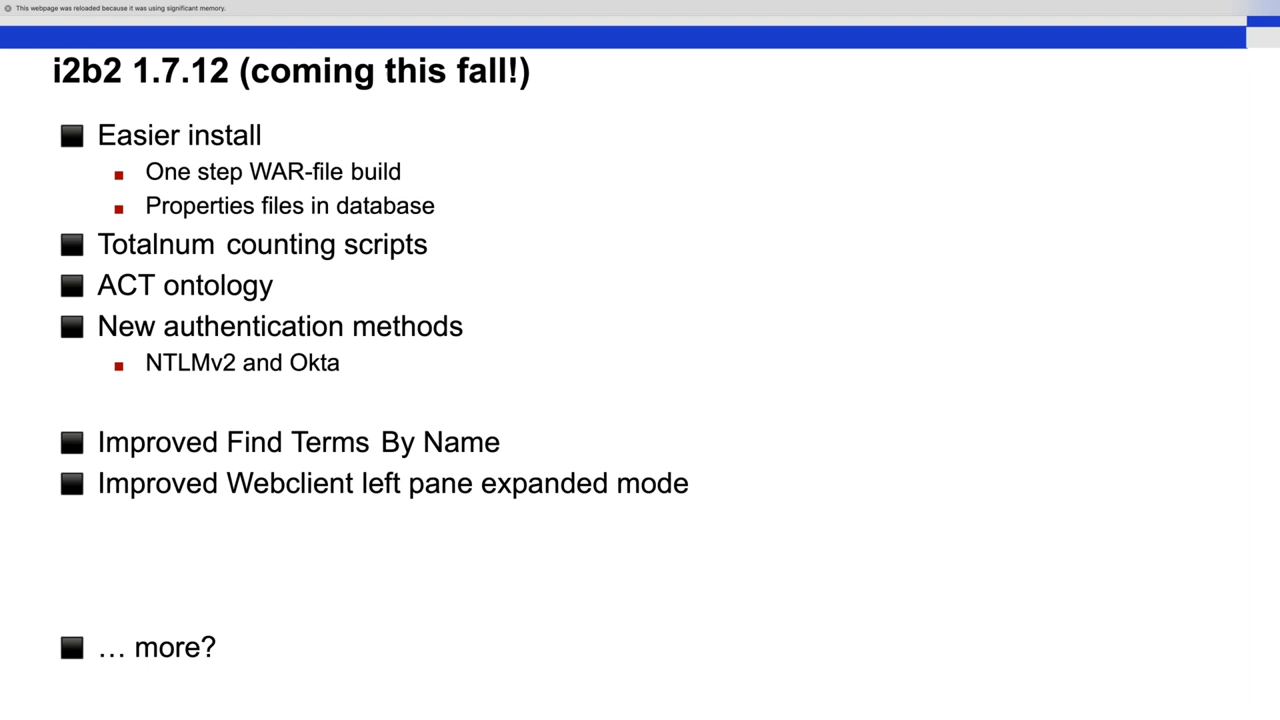 This webpage was reloaded because it was using significant memory.
i2b2 1.7.12 (coming this fall!)
Easier install
One step WAR-file build
Properties files in database
Totalnum counting scripts
ACT ontology
New authentication methods
NTLMv2 and Okta
Improved Find Terms By Name
Improved Webclient left pane expanded mode
… more?